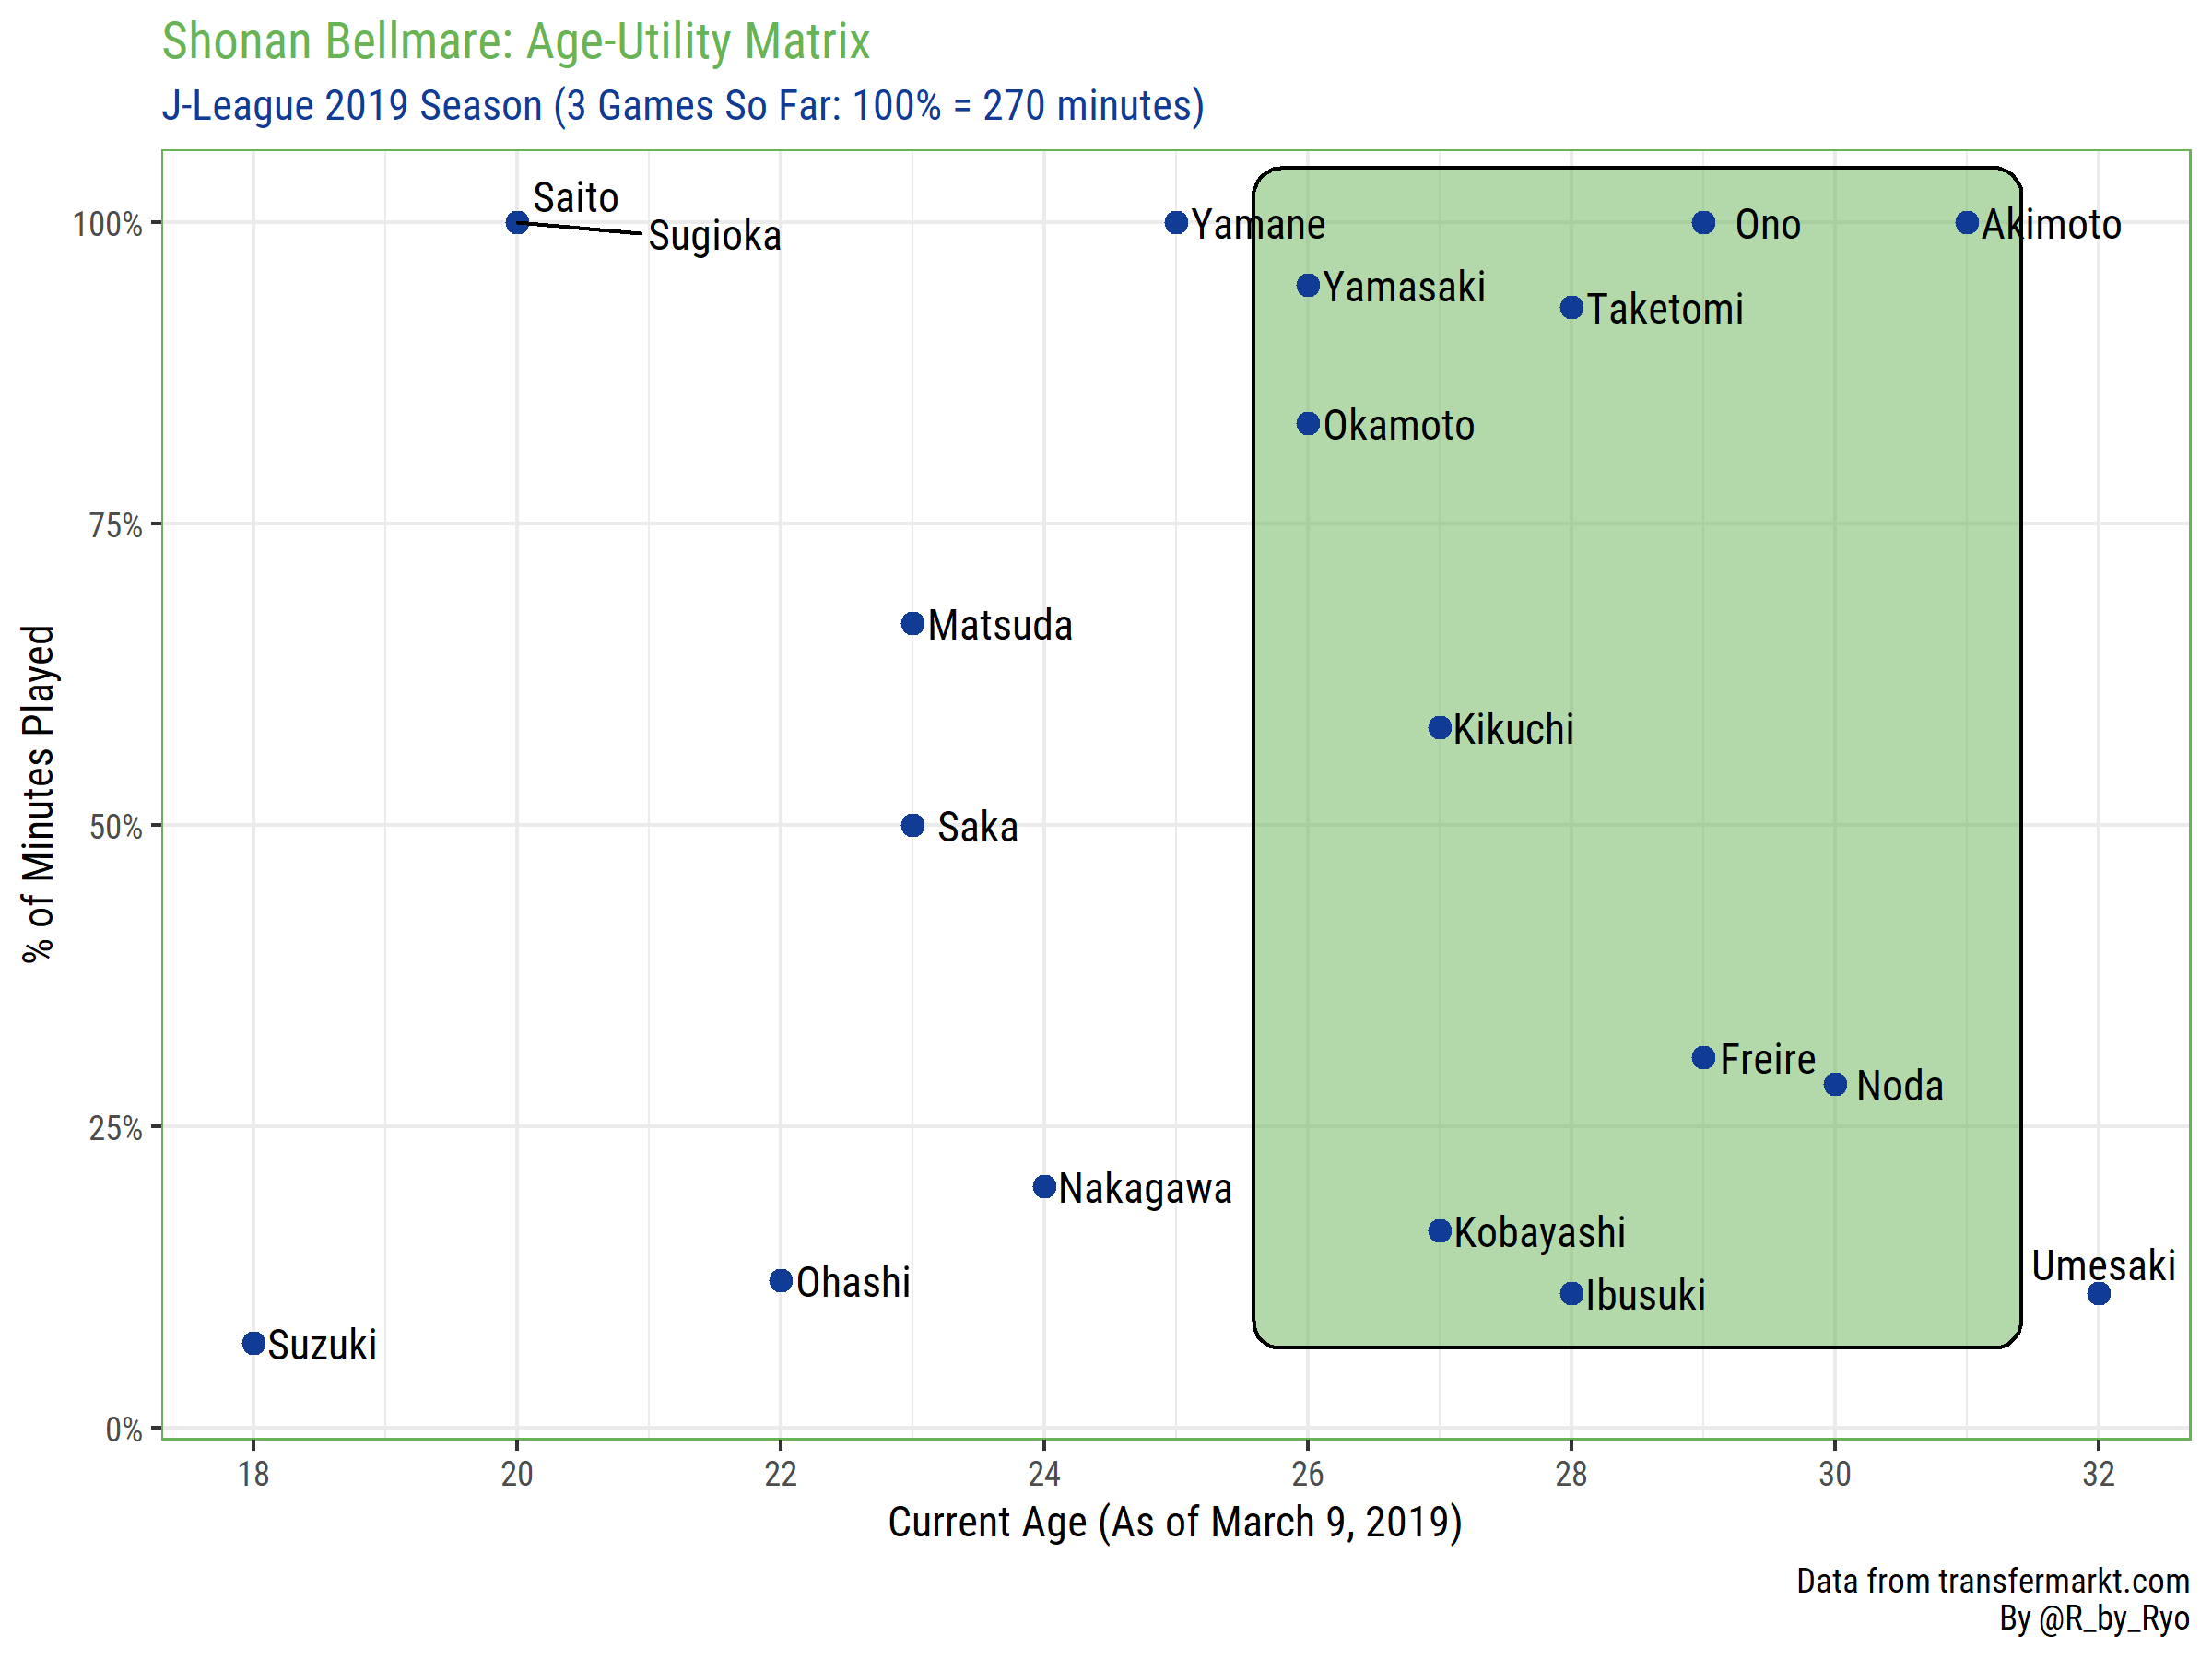 Shonan Bellmare: Age-Utility Matrix
J-League 2019 Season (3 Games So Far: 100% = 270 minutes)
% of Minutes Played
100%
75%
50%
25%
0%
Saito
Sugioka
Yamane
Ono
Akimoto
Yamasaki
Taketomi
Okamoto
Matsuda
Kikuchi
Saka
Freire
Noda
Nakagawa
Kobayashi
Umesaki
Ohashi
Ibusuki
Suzuki
18 20 22 24 26 28 30 32
Current Age (As of March 9, 2019)
Data from transfermarkt.com
By @R_by_Ryo